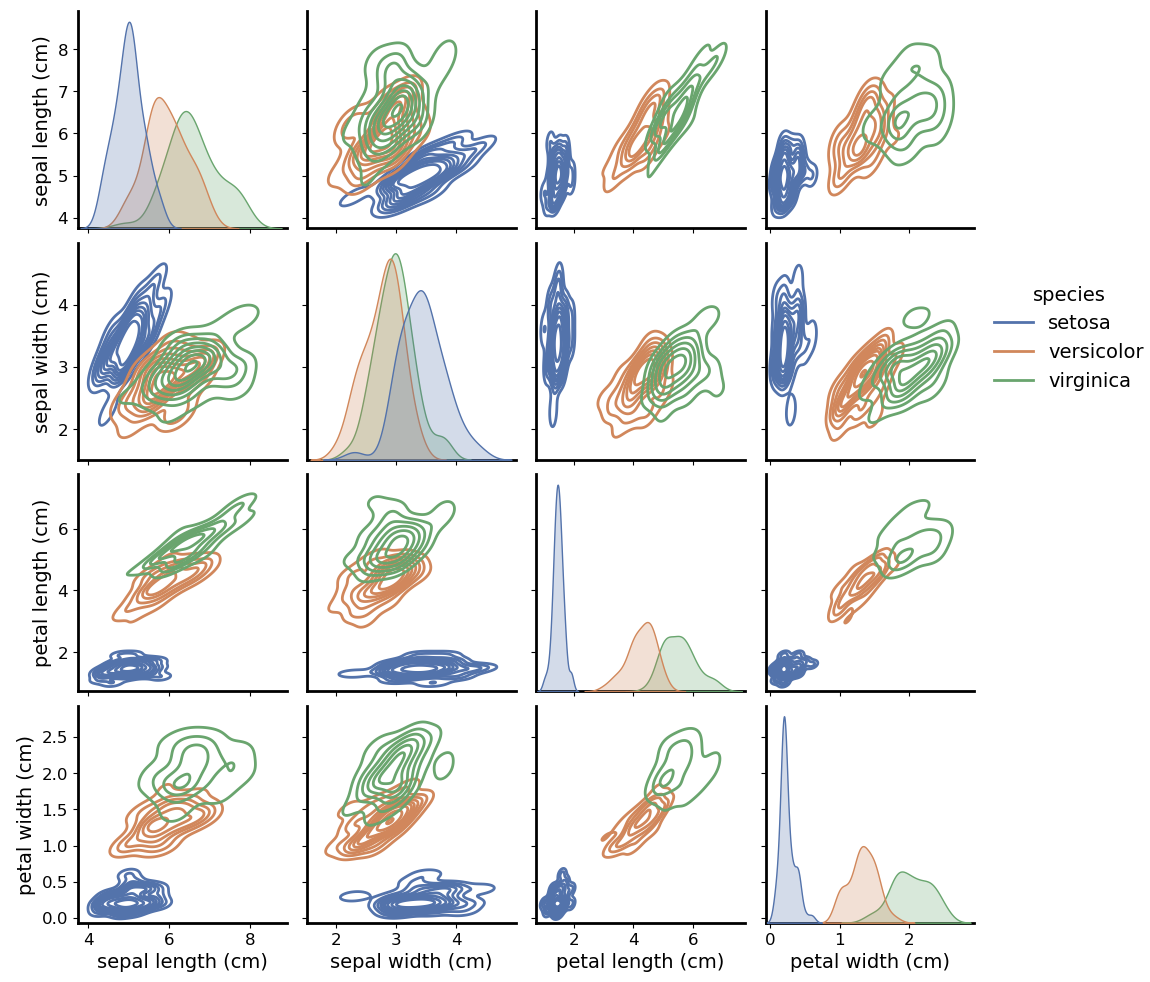 sepal length (cm)
8
7
6
5
4
sepal width (cm)
4
3
2
species
setosa
versicolor
virginica
petal length (cm)
6
4
2
petal width (cm)
2.5
2.0
1.5
1.0
0.5
0.0
4 6 8 2 3 4 2 4 6 0 1 2
sepal length (cm) sepal width (cm) petal length (cm) petal width (cm)